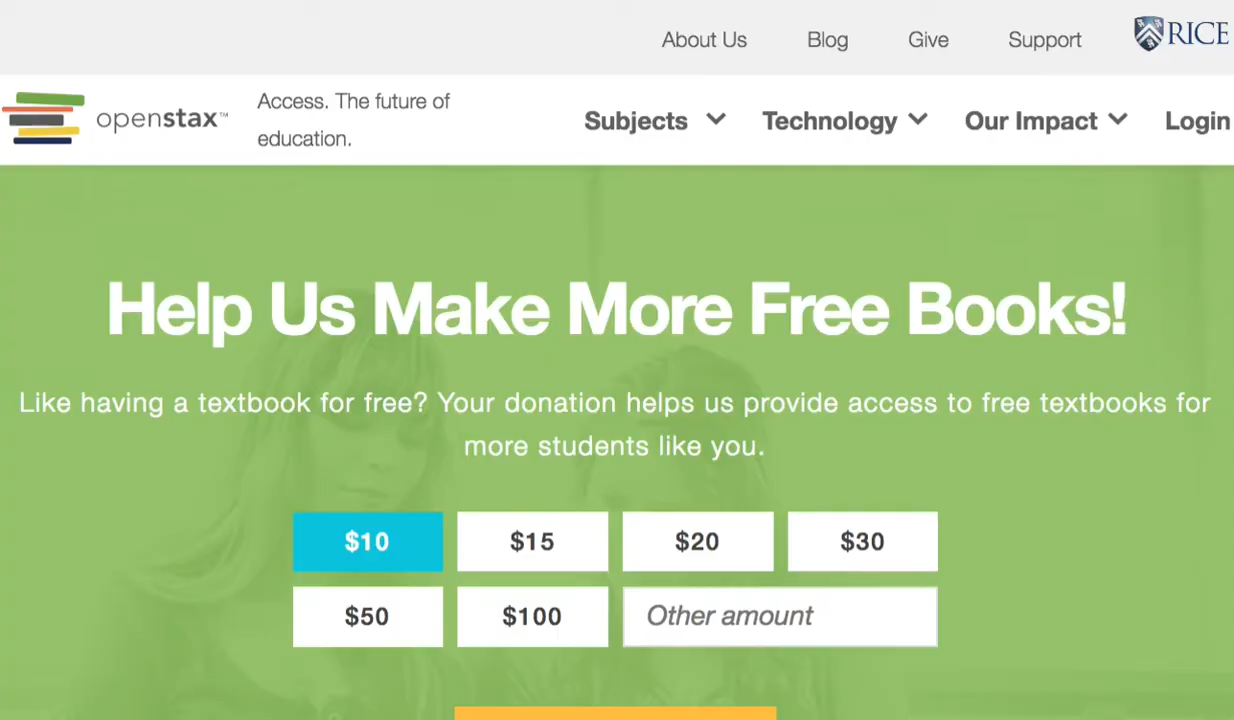 About Us Blog Give Support RICE
openstax™ Access. The future of
education.
Subjects Technology Our Impact Login
Help Us Make More Free Books!
Like having a textbook for free? Your donation helps us provide access to free textbooks for
more students like you.
$10 $15 $20 $30
$50 $100 Other amount